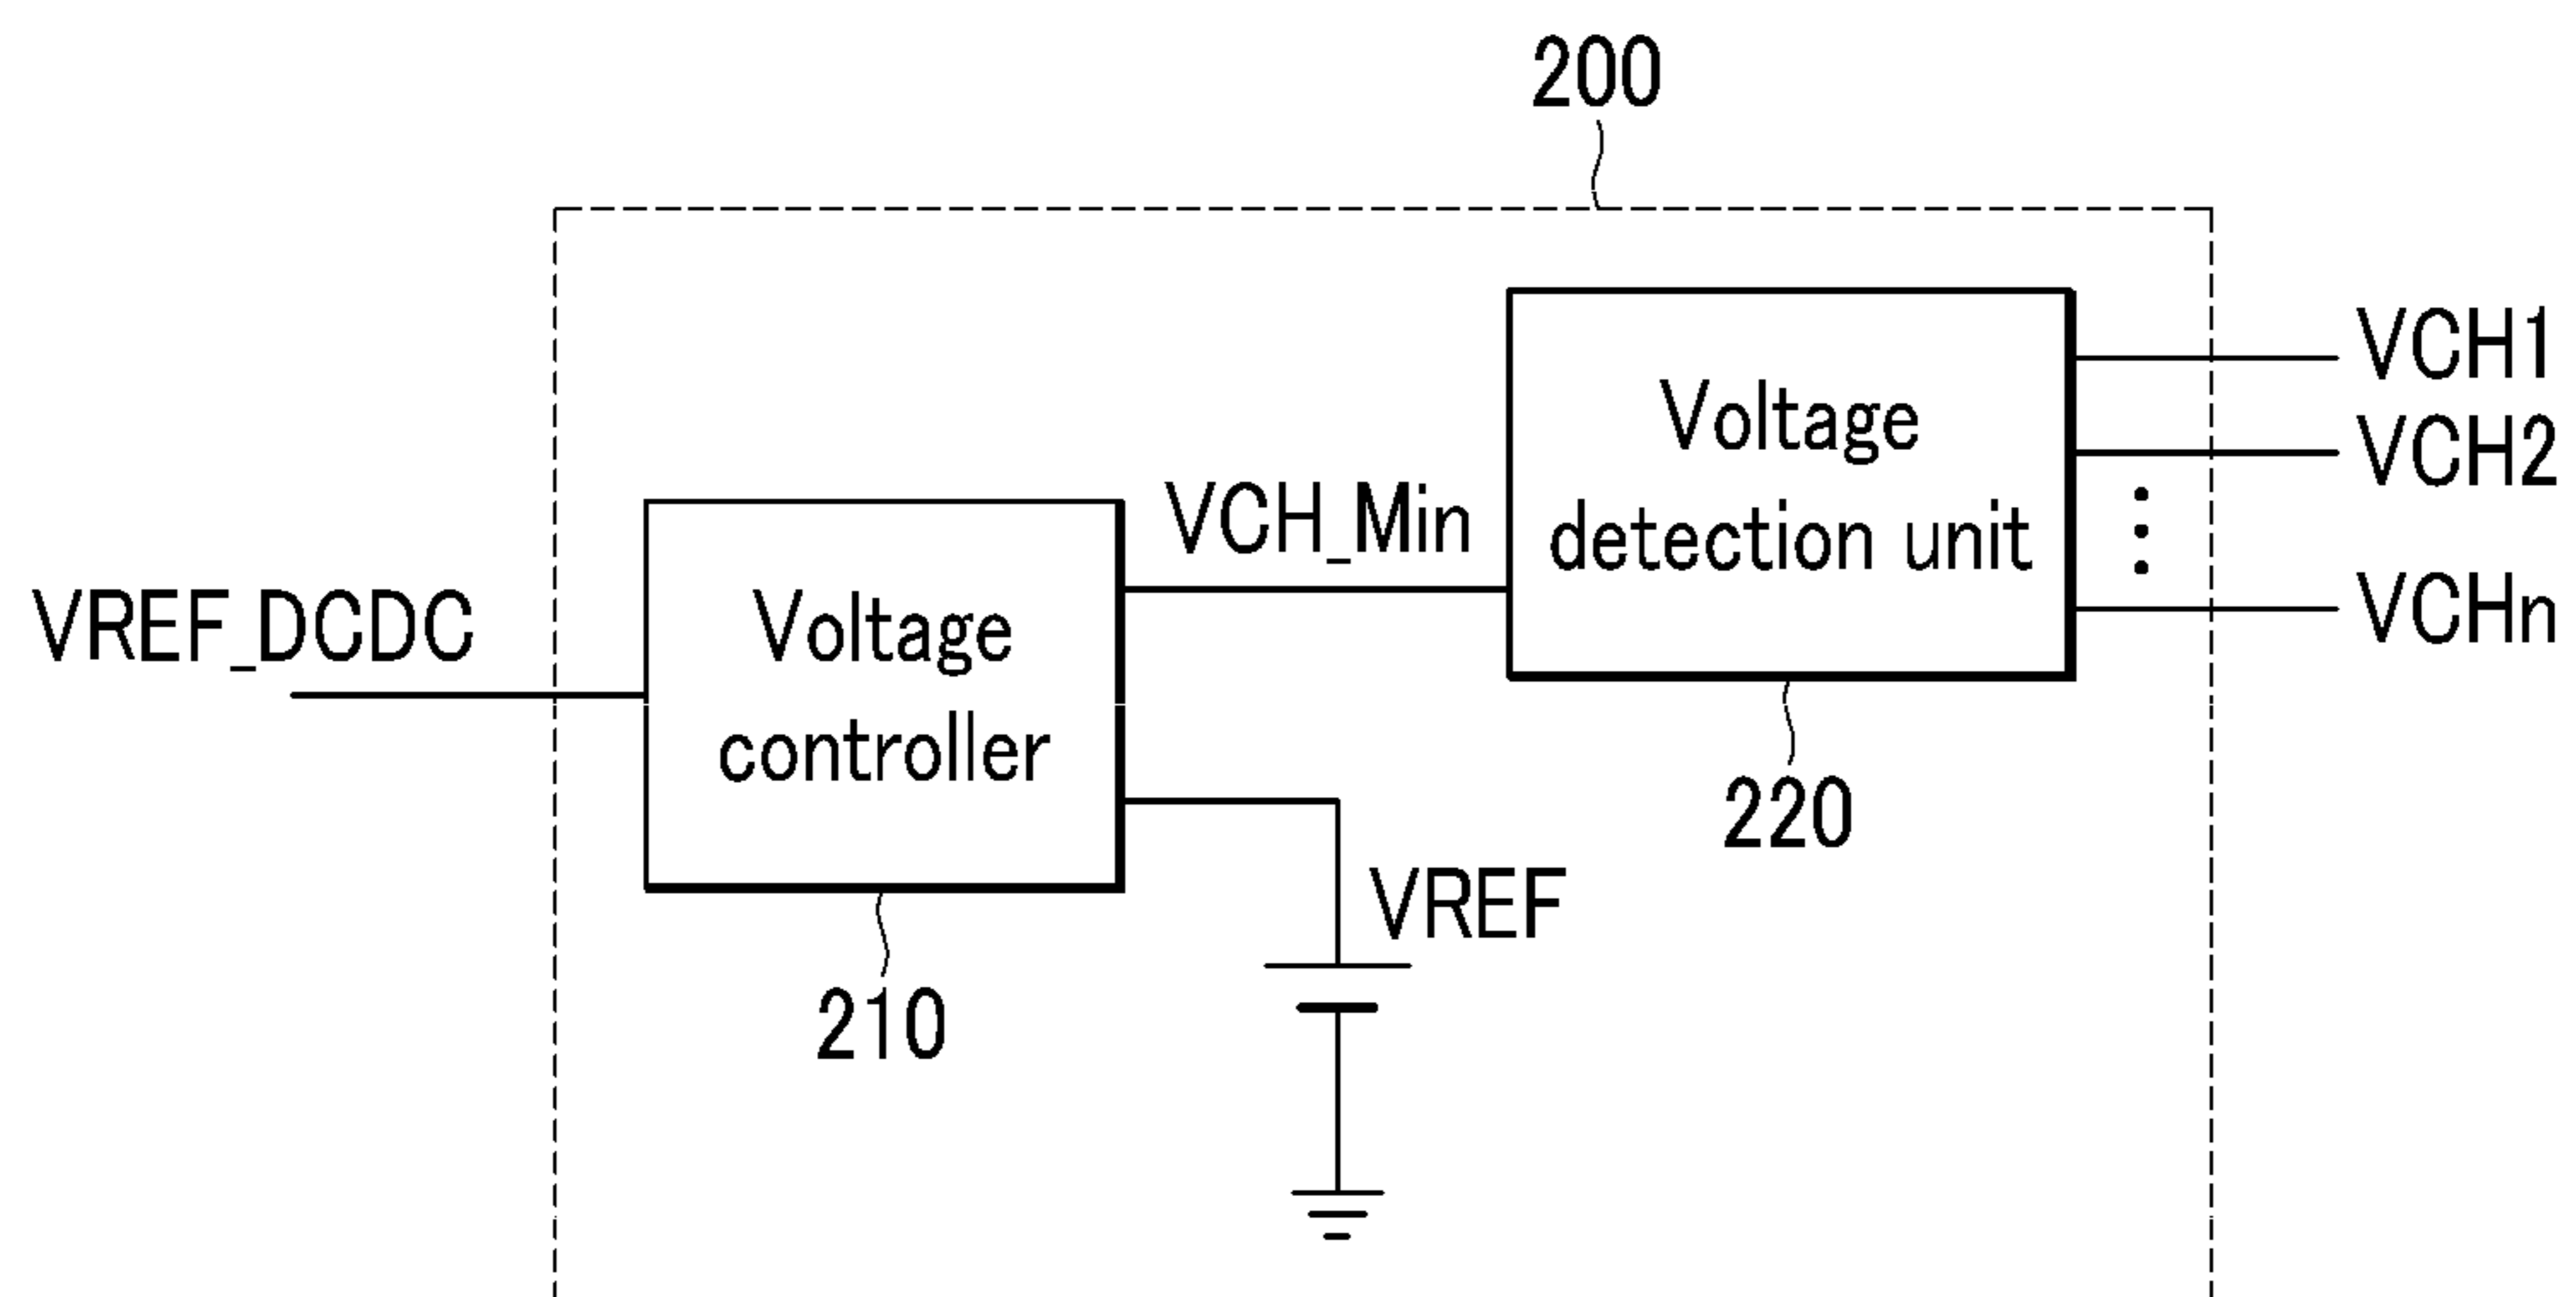 200
VCH1
Voltage
detection unit
VCH2
VCH_Min
VCHn
VREF_DCDC
Voltage
controller
220
VREF
210